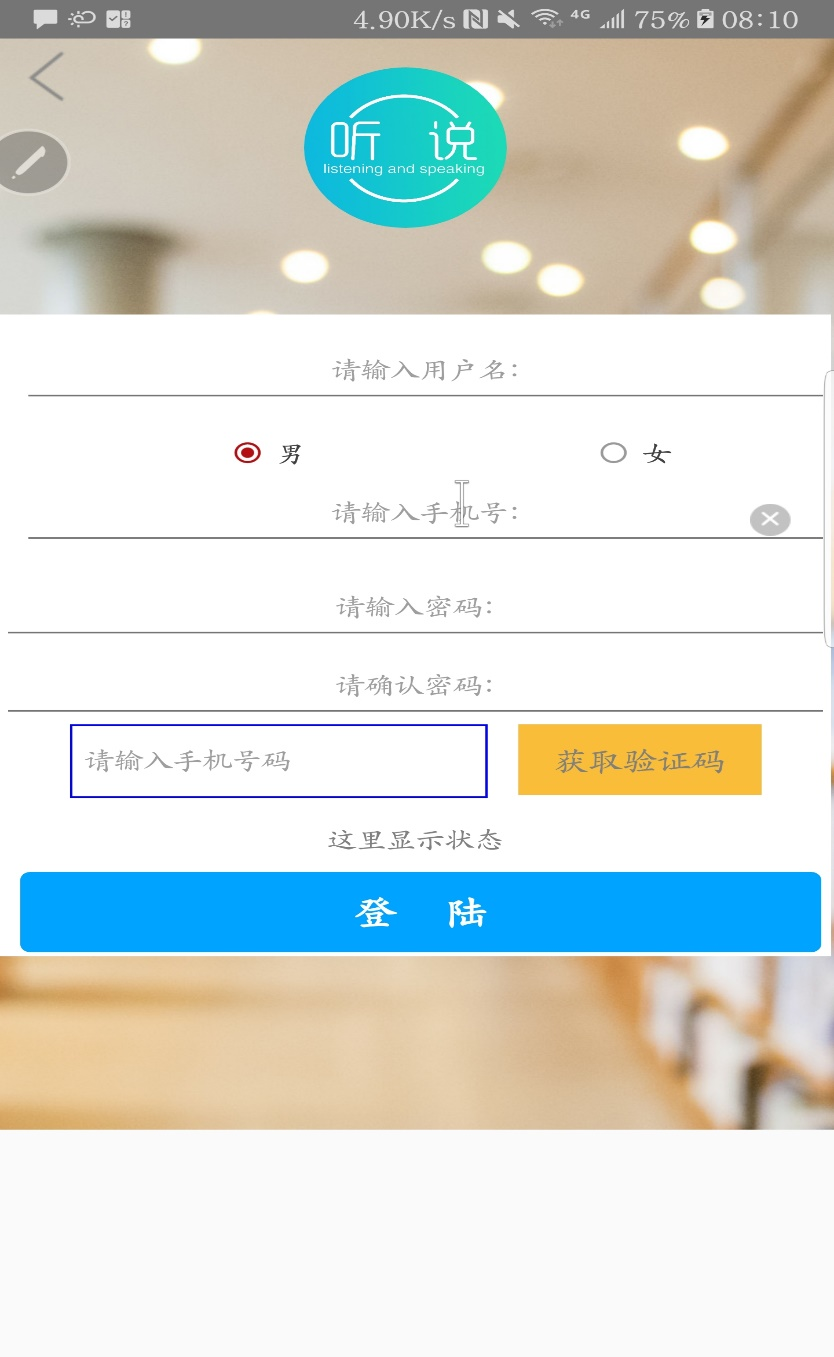 4.90K/s 4G 75% 08:10
听 说
listening and speaking
请输入用户名:
男 女
请输入手机号:
请输入密码:
请确认密码:
请输入手机号码 获取验证码
这里显示状态
登 陆